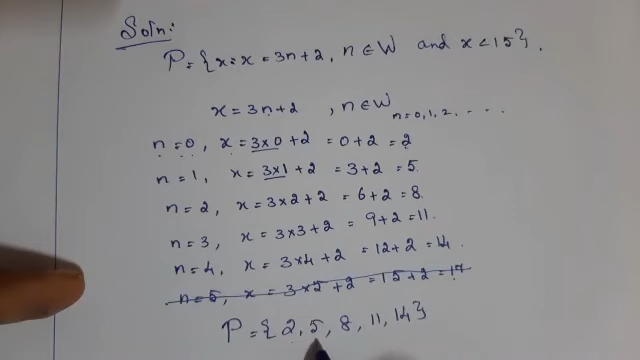 Soln:
P = {x = x = 3n+2, n ∈ W and x < 15}.
x = 3n+2 , n ∈ W
n=0,1,2.....
n = 0, x = 3×0 + 2 = 0+2 = 2
n = 1, x = 3×1 + 2 = 3+2 = 5.
n = 2, x = 3×2+2 = 6+2 = 8.
n = 3, x = 3×3+2 = 9+2 = 11.
n = 4, x = 3×4+2 = 12+2 = 14.
n = 5, x = 3×5+2 = 15+2 = 17
P = {2, 5, 8, 11, 14}